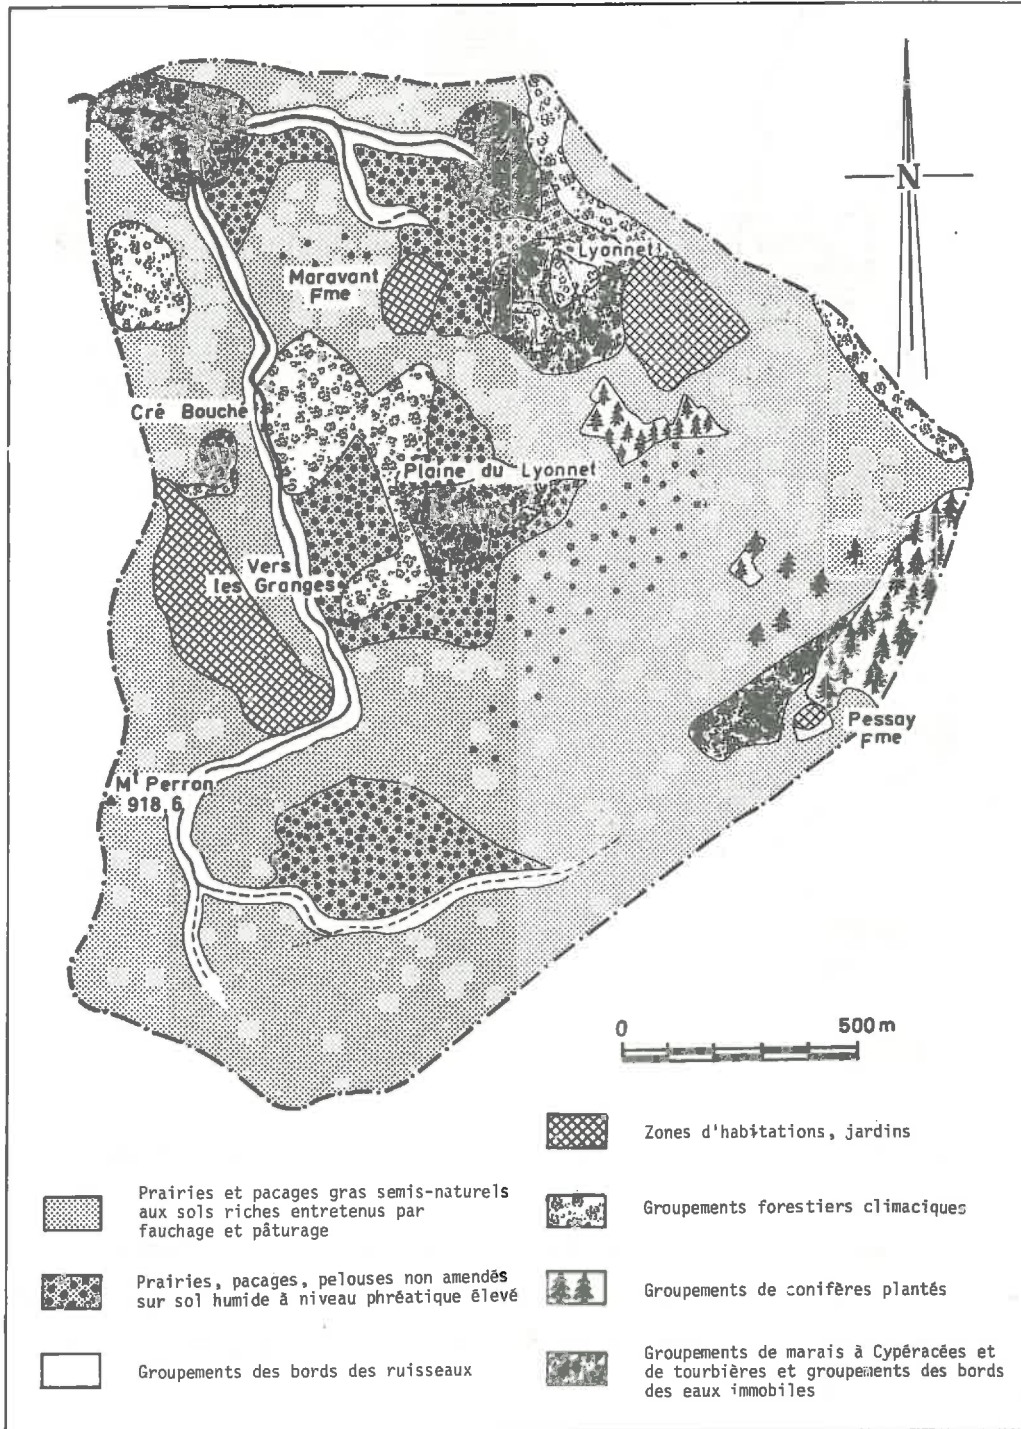 N
Lyonnet
Maravant
Fme
Cré Bouche
Plaine du Lyonnet
Vers
les Granges
Pessay
Fme
Mt Perron
918,6
0 500 m
Zones d'habitations, jardins
Prairies et pacages gras semis-naturels
aux sols riches entretenus par
fauchage et pâturage
Groupements forestiers climaciques
Prairies, pacages, pelouses non amendés
sur sol humide à niveau phréatique élevé
Groupements de conifères plantés
Groupements des bords des ruisseaux
Groupements de marais à Cypéracées et
de tourbières et groupements des bords
des eaux immobiles